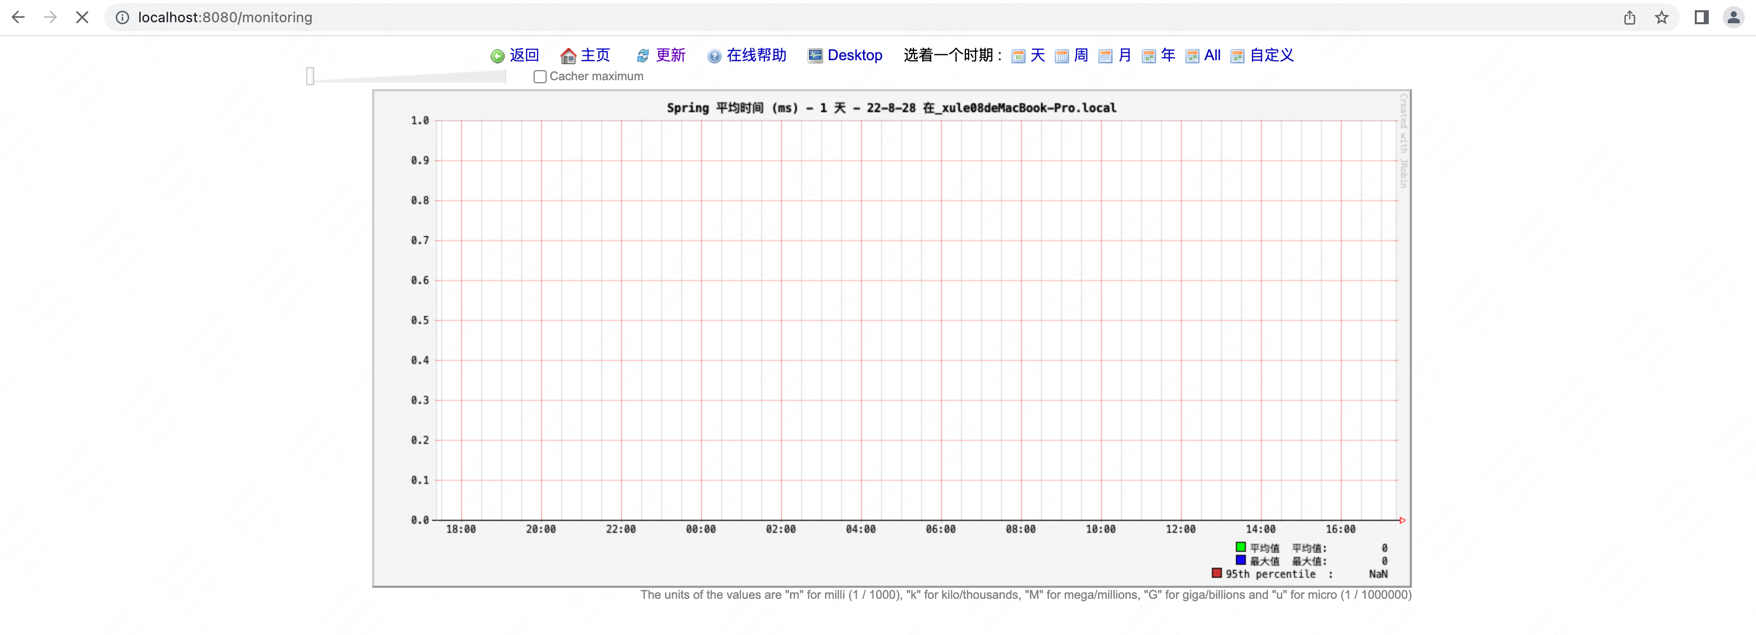 localhost:8080/monitoring
返回 主页 更新 在线帮助 Desktop 选着一个时期 : 天 周 月 年 All 自定义
Cacher maximum
Spring 平均时间 (ms) - 1 天 - 22-8-28 在_xule08deMacBook-Pro.local
Created with JRobin
1.0
0.9
0.8
0.7
0.6
0.5
0.4
0.3
0.2
0.1
0.0
18:00 20:00 22:00 00:00 02:00 04:00 06:00 08:00 10:00 12:00 14:00 16:00
平均值 平均值: 0
最大值 最大值: 0
95th percentile : NaN
The units of the values are "m" for milli (1 / 1000), "k" for kilo/thousands, "M" for mega/millions, "G" for giga/billions and "u" for micro (1 / 1000000)